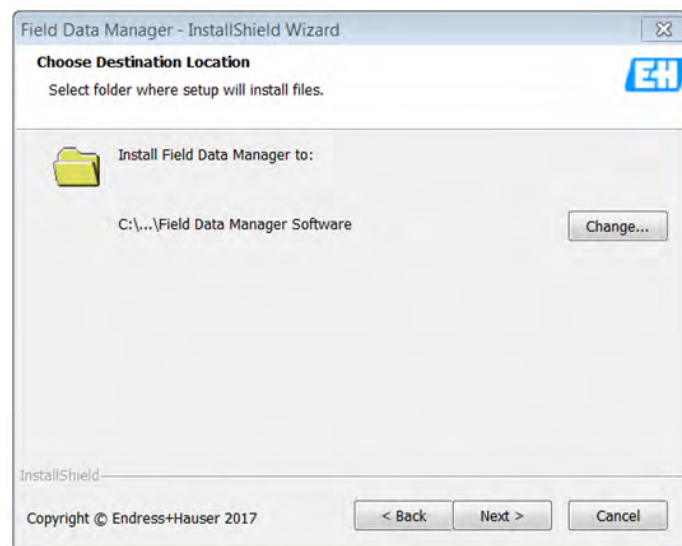 Field Data Manager - InstallShield Wizard
Choose Destination Location
Select folder where setup will install files.
EH
Install Field Data Manager to:
C:\...\Field Data Manager Software
Change...
InstallShield
Copyright © Endress+Hauser 2017
< Back
Next >
Cancel